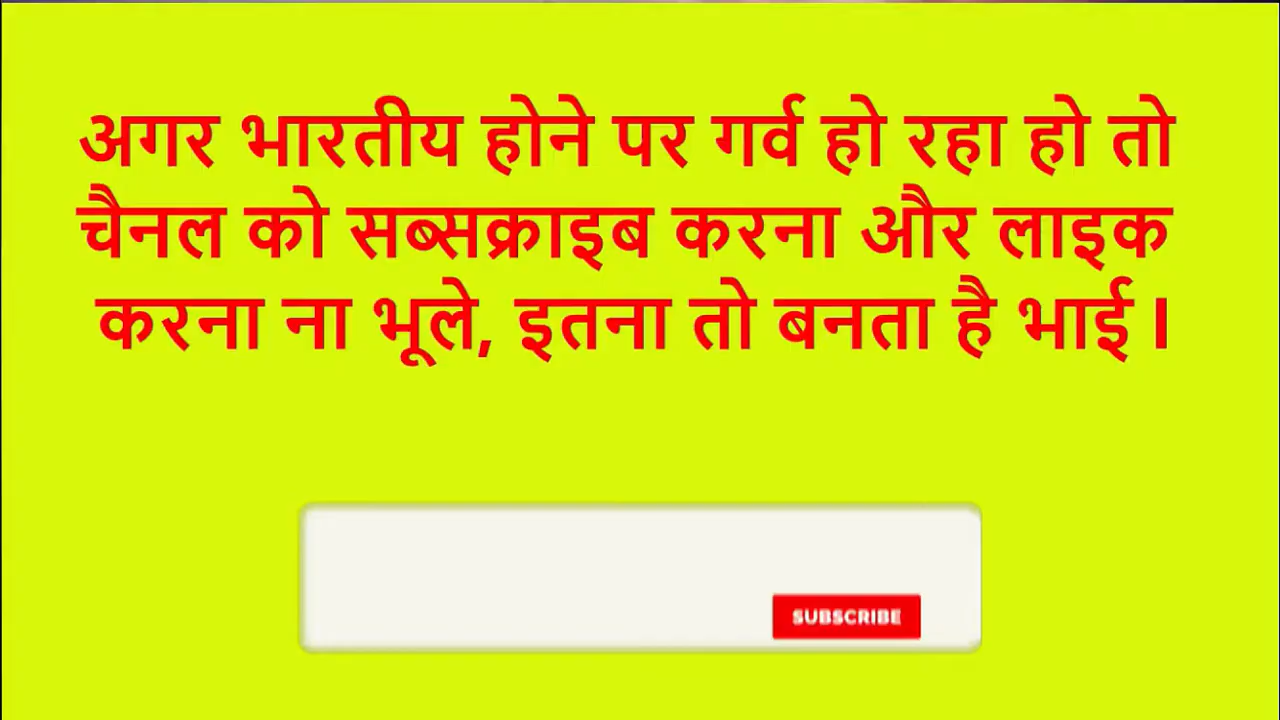 अगर भारतीय होने पर गर्व हो रहा हो तो
चैनल को सब्सक्राइब करना और लाइक
करना ना भूले, इतना तो बनता है भाई ।
SUBSCRIBE